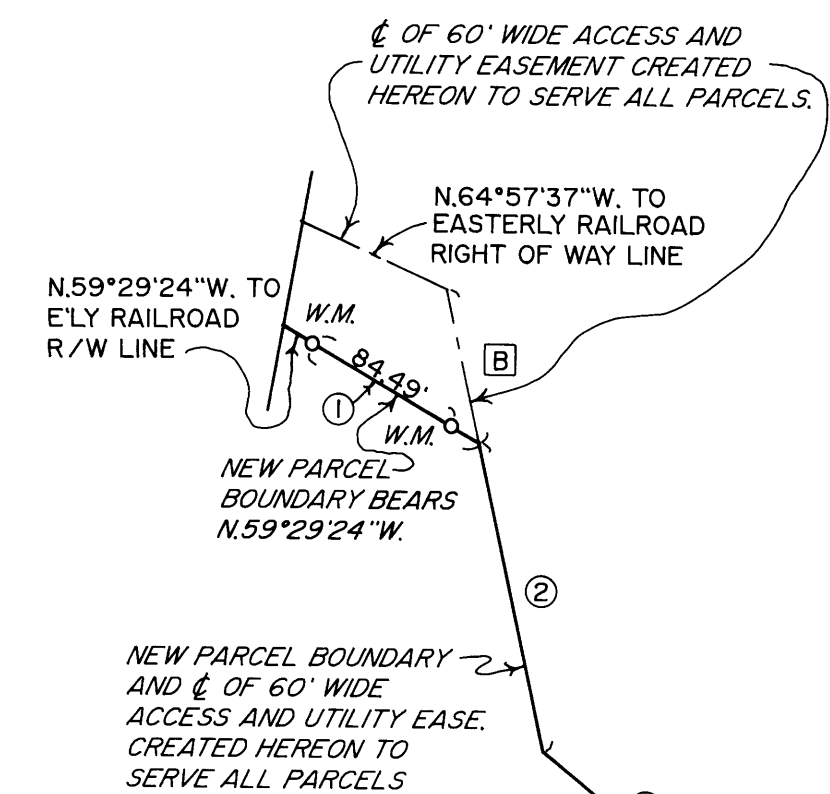 ℄ OF 60' WIDE ACCESS AND
UTILITY EASEMENT CREATED
HEREON TO SERVE ALL PARCELS.
N.64°57'37"W. TO
EASTERLY RAILROAD
RIGHT OF WAY LINE
N.59°29'24"W. TO
E'LY RAILROAD
R/W LINE
W.M.
84.49'
B
1
W.M.
NEW PARCEL
BOUNDARY BEARS
N.59°29'24"W.
2
NEW PARCEL BOUNDARY
AND ℄ OF 60' WIDE
ACCESS AND UTILITY EASE.
CREATED HEREON TO
SERVE ALL PARCELS